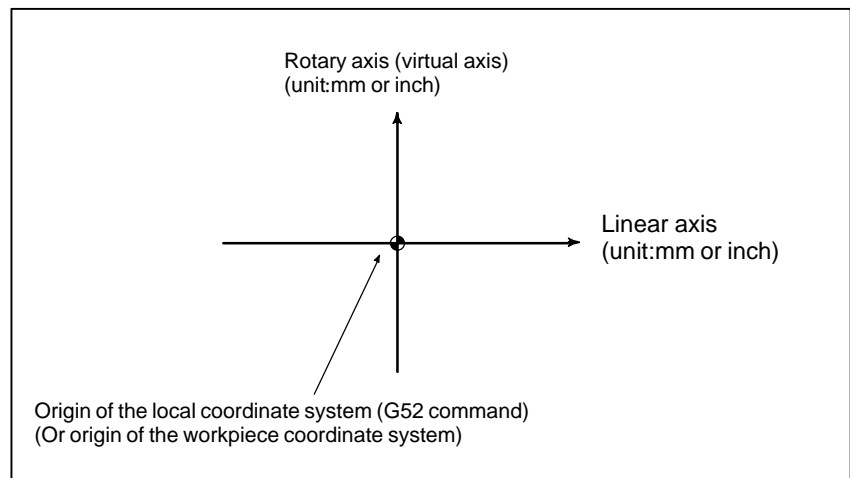 Rotary axis (virtual axis)
(unit:mm or inch)
Linear axis
(unit:mm or inch)
Origin of the local coordinate system (G52 command)
(Or origin of the workpiece coordinate system)